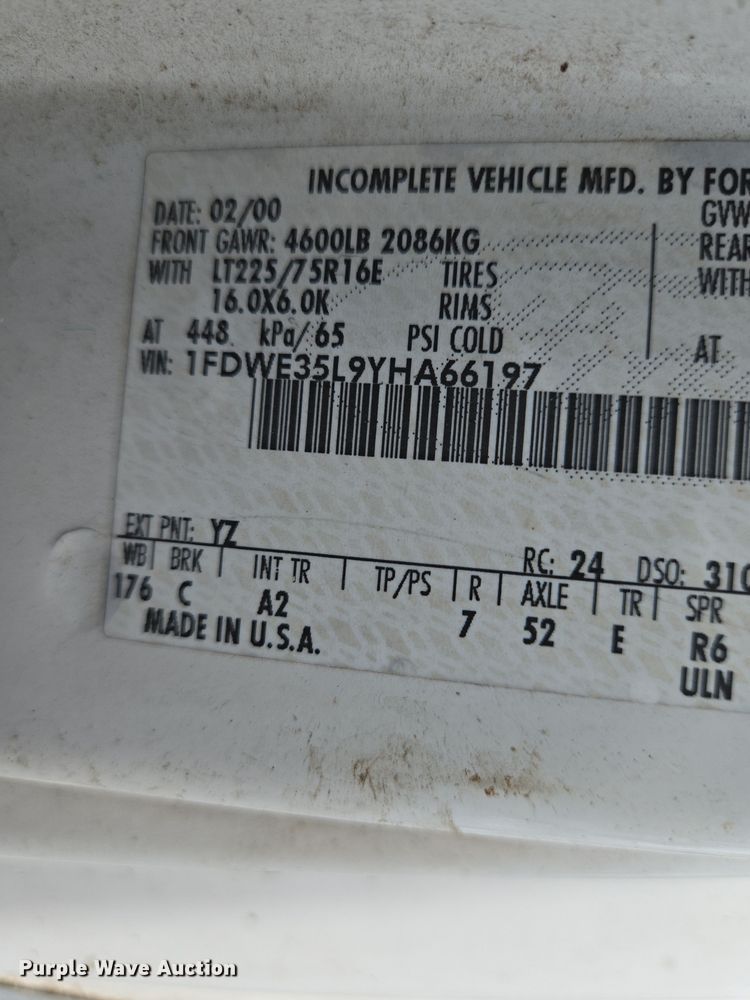 INCOMPLETE VEHICLE MFD. BY FOR
DATE: 02/00
GVW
FRONT GAWR: 4600LB 2086KG
REAR
WITH LT225/75R16E TIRES
WITH
16.0X6.0K RIMS
AT 448 kPa/65 PSI COLD
AT
VIN: 1FDWE35L9YHA66197
EXT PNT: YZ RC: 24 DSO: 310
WB BRK INT TR TP/PS R AXLE TR SPR
176 C A2 7 52 E R6
MADE IN U.S.A.
ULN
Purple Wave Auction